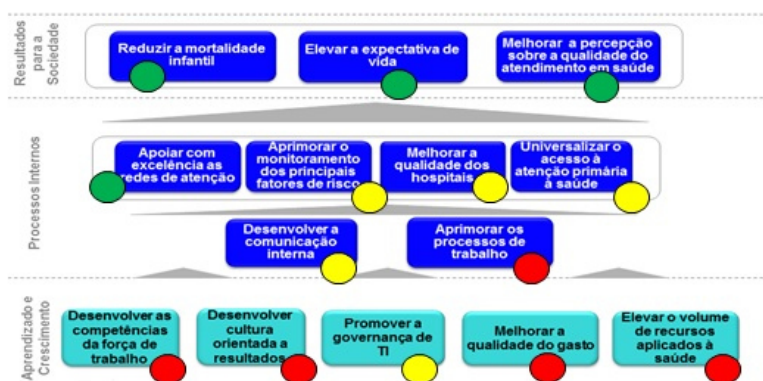 Resultados
para a
Sociedade
Reduzir a mortalidade
infantil
Elevar a expectativa de
vida
Melhorar a percepção
sobre a qualidade do
atendimento em saúde
Processos Internos
Apoiar com
excelência as
redes de atenção
Aprimorar o
monitoramento
dos principais
fatores de risco
Melhorar a
qualidade dos
hospitais
Universalizar o
acesso à
atenção primária
à saúde
Desenvolver a
comunicação
interna
Aprimorar os
processos de
trabalho
Aprendizado e
Crescimento
Desenvolver as
competências
da força de
trabalho
Desenvolver
cultura
orientada a
resultados
Promover a
governança de
TI
Melhorar a
qualidade do gasto
Elevar o volume
de recursos
aplicados à
saúde